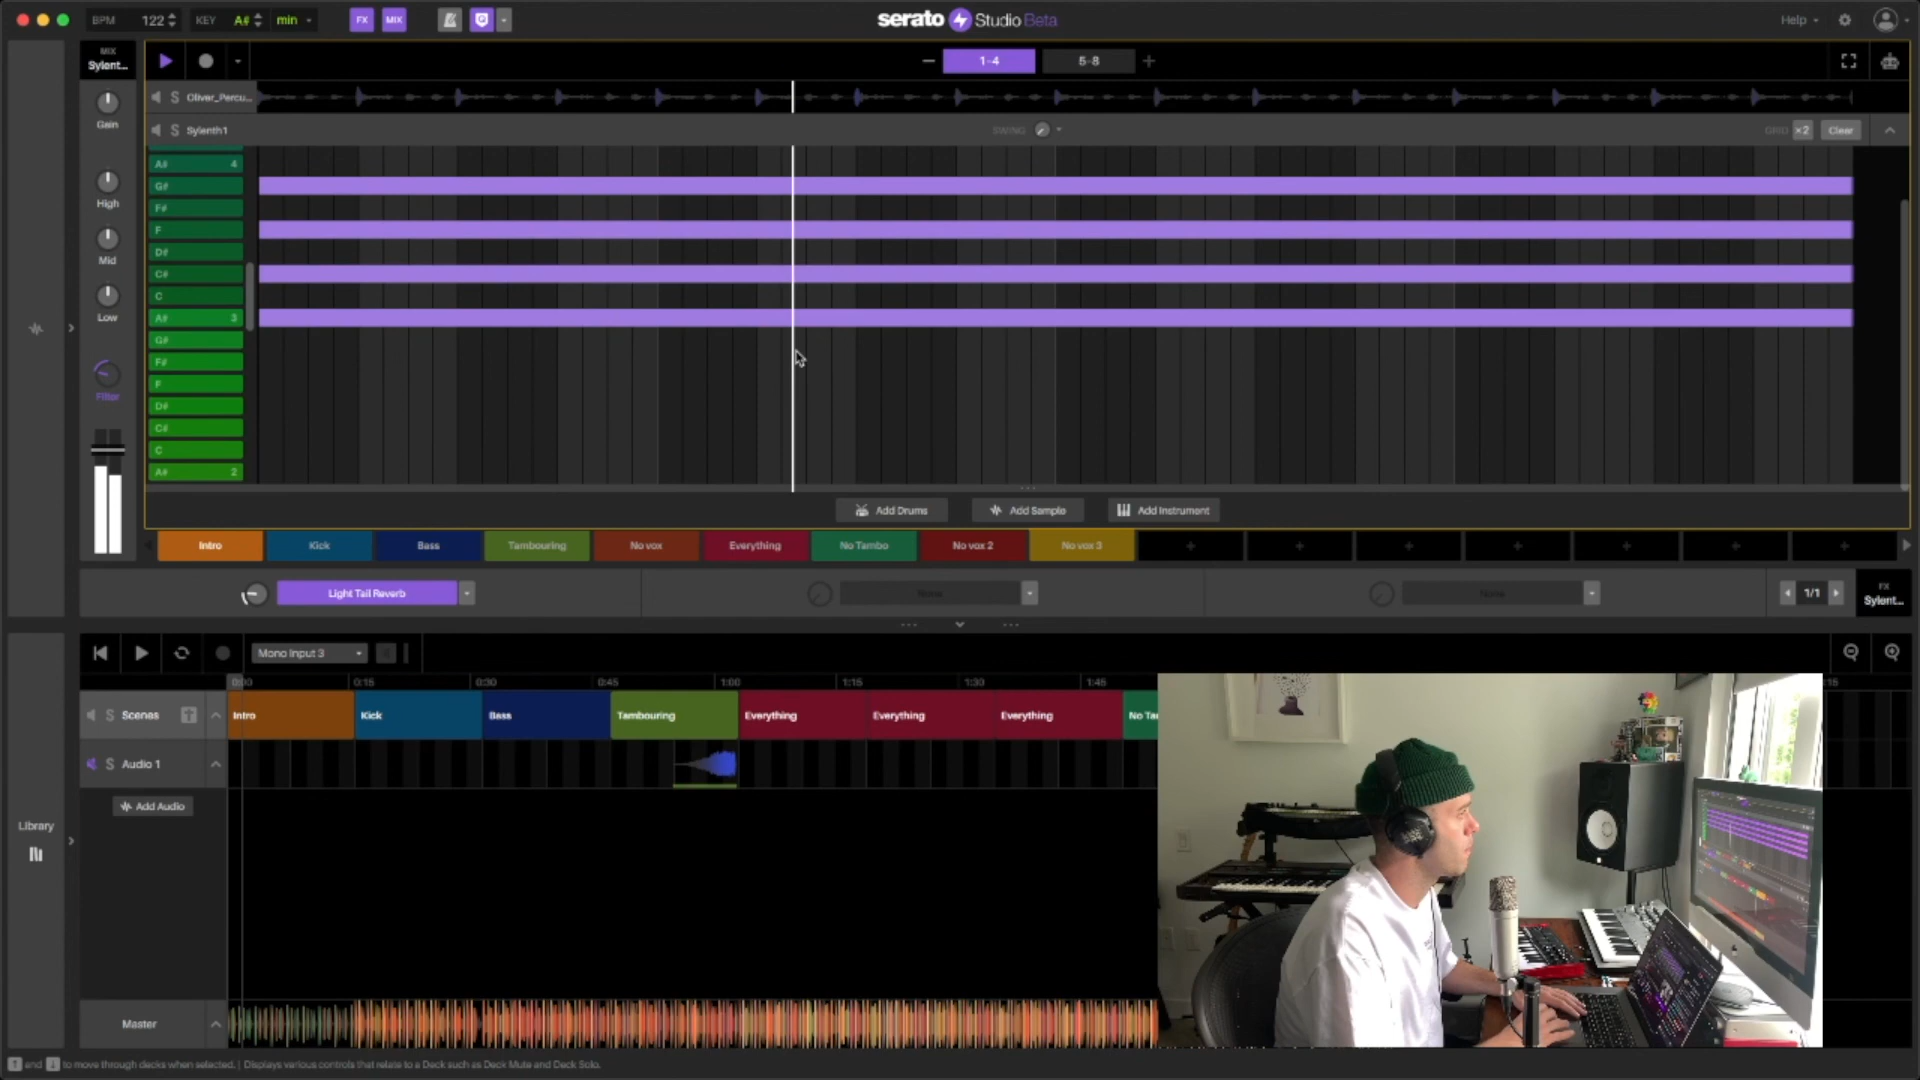 BPM 122 KEY A# min FX MIX serato Studio Beta Help
MIX
Sylent...
1-4 5-8
Gain
High
Mid
Low
Filter
S Oliver_Percu...
S Sylenth1 SWING GRID x2 Clear
A# 4
G#
F#
F
D#
C#
C
A# 3
G#
F#
F
D#
C#
C
A# 2
Add Drums Add Sample Add Instrument
Intro Kick Bass Tambouring No vox Everything No Tambo No vox 2 No vox 3 + + + + + + +
Light Tail Reverb None None 1/1
FX
Sylent...
Mono Input 3
0:00 0:15 0:30 0:45 1:00 1:15 1:30 1:45
S Scenes Intro Kick Bass Tambouring Everything Everything Everything No Ta
S Audio 1
Add Audio
Library
Master
and to move through decks when selected. | Displays various controls that relate to a Deck such as Deck Mute and Deck Solo.